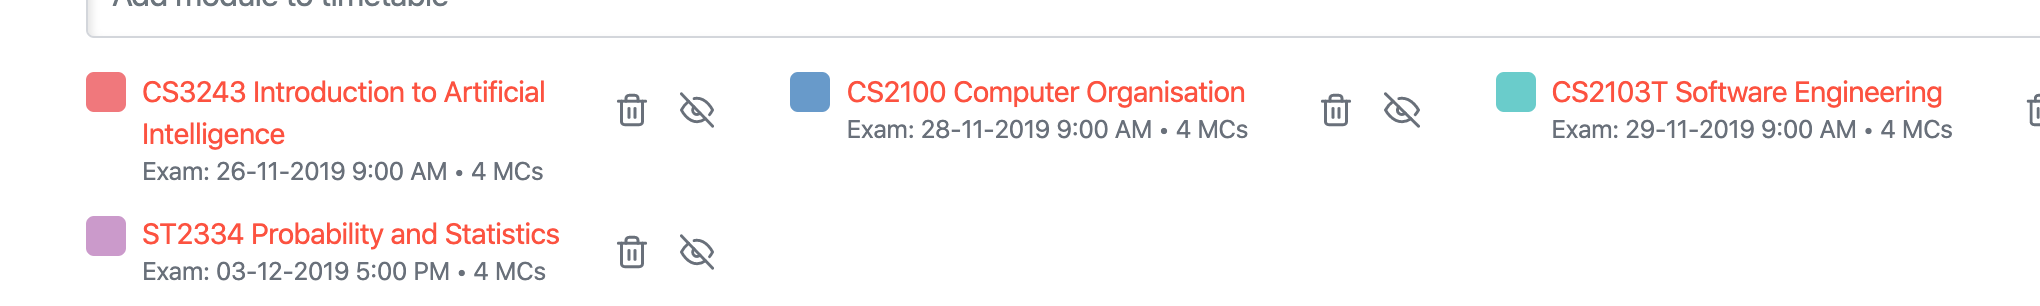 Add module to timetable
CS3243 Introduction to Artificial
Intelligence
Exam: 26-11-2019 9:00 AM • 4 MCs
CS2100 Computer Organisation
Exam: 28-11-2019 9:00 AM • 4 MCs
CS2103T Software Engineering
Exam: 29-11-2019 9:00 AM • 4 MCs
ST2334 Probability and Statistics
Exam: 03-12-2019 5:00 PM • 4 MCs